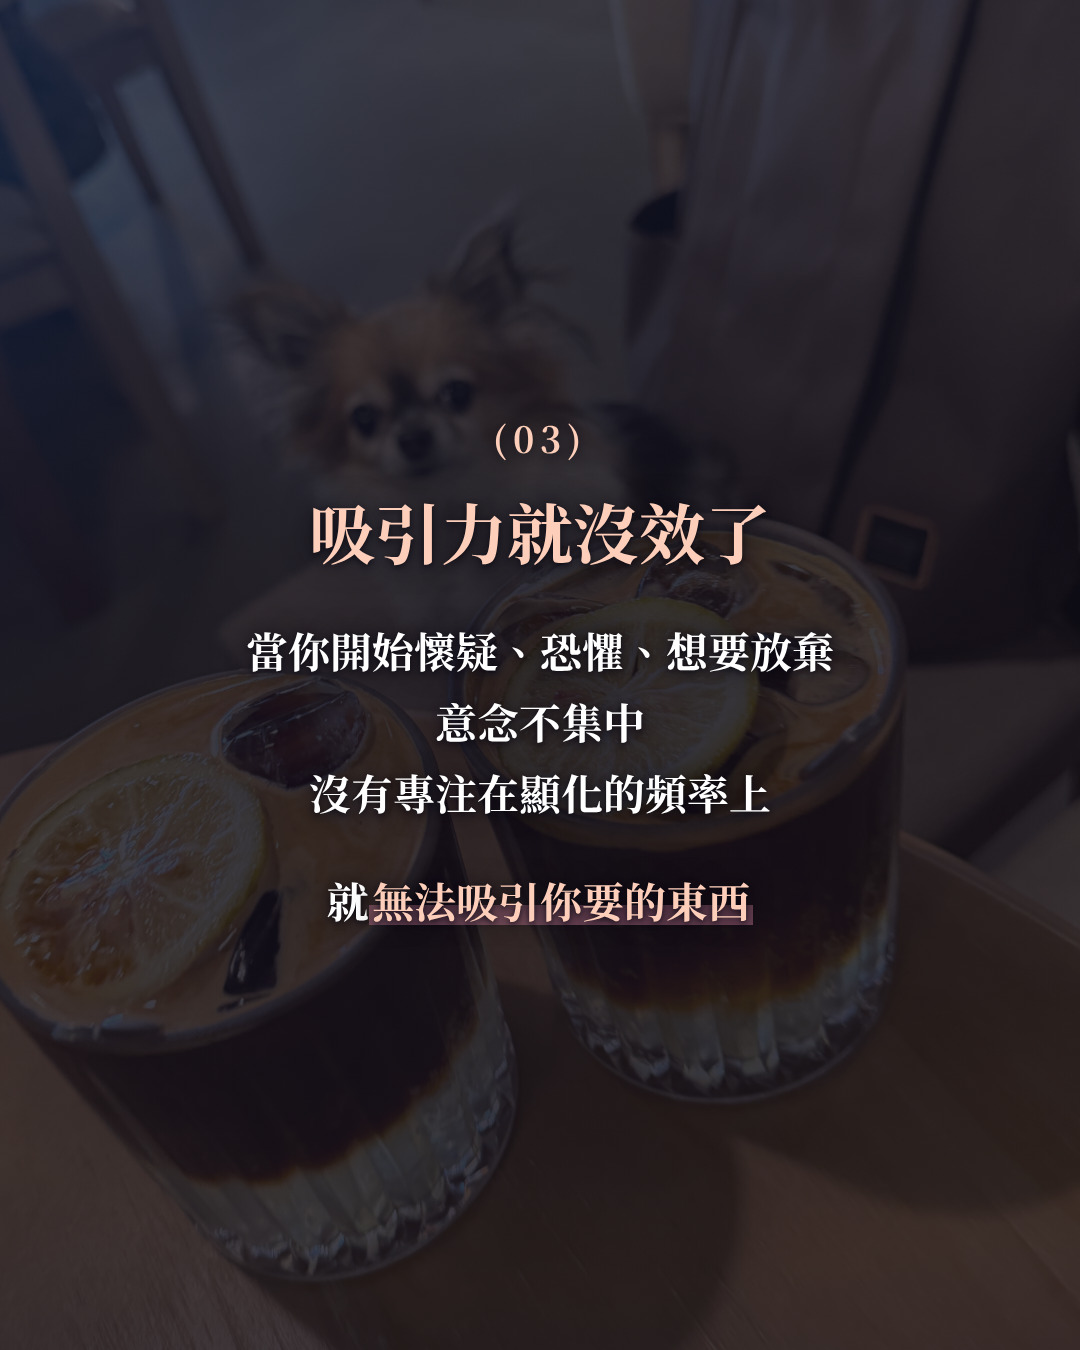 (03)
吸引力就沒效了
當你開始懷疑、恐懼、想要放棄
意念不集中
沒有專注在顯化的頻率上
就無法吸引你要的東西